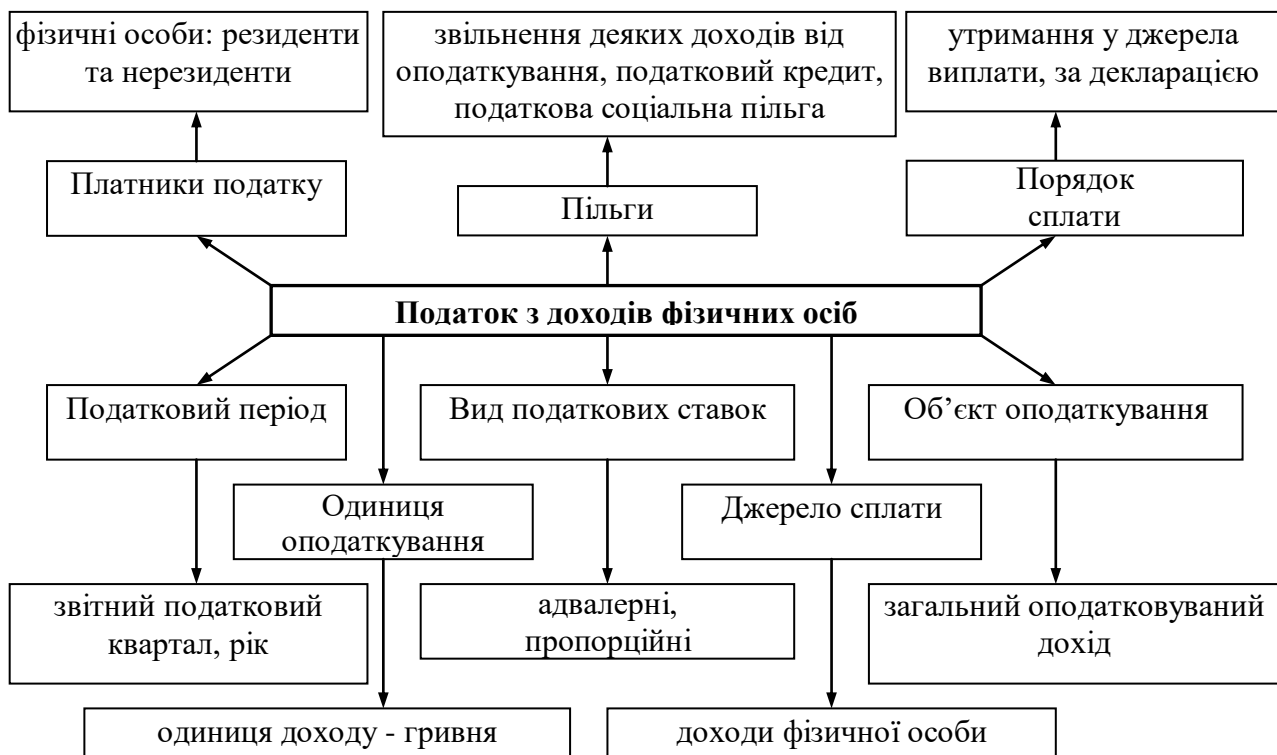 фізичні особи: резиденти
та нерезиденти
звільнення деяких доходів від
оподаткування, податковий кредит,
податкова соціальна пільга
утримання у джерела
виплати, за декларацією
Платники податку
Пільги
Порядок
сплати
Податок з доходів фізичних осіб
Податковий період
Вид податкових ставок
Об’єкт оподаткування
Одиниця
оподаткування
Джерело сплати
звітний податковий
квартал, рік
адвалерні,
пропорційні
загальний оподатковуваний
дохід
одиниця доходу - гривня
доходи фізичної особи